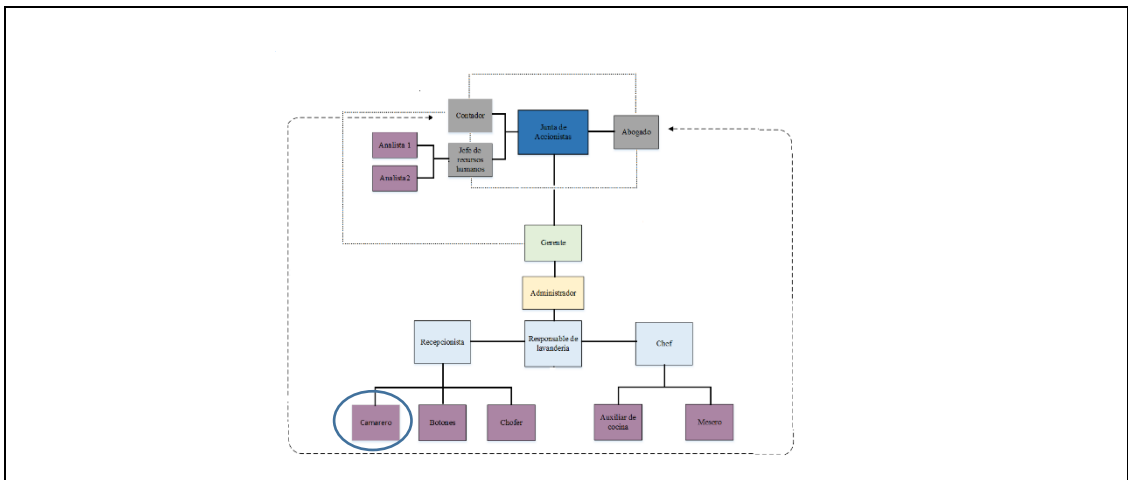 Contador
Junta de
Accionistas
Abogado
Analista 1
Jefe de
recursos
humanos
Analista2
Gerente
Administrador
Recepcionista
Responsable de
lavandería
Chef
Camarero
Botones
Chofer
Auxiliar de
cocina
Mesero